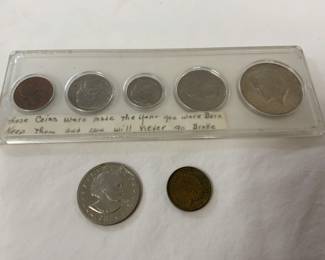 These Coins Were made The Year you Were Born
Keep Them and you will never go Broke